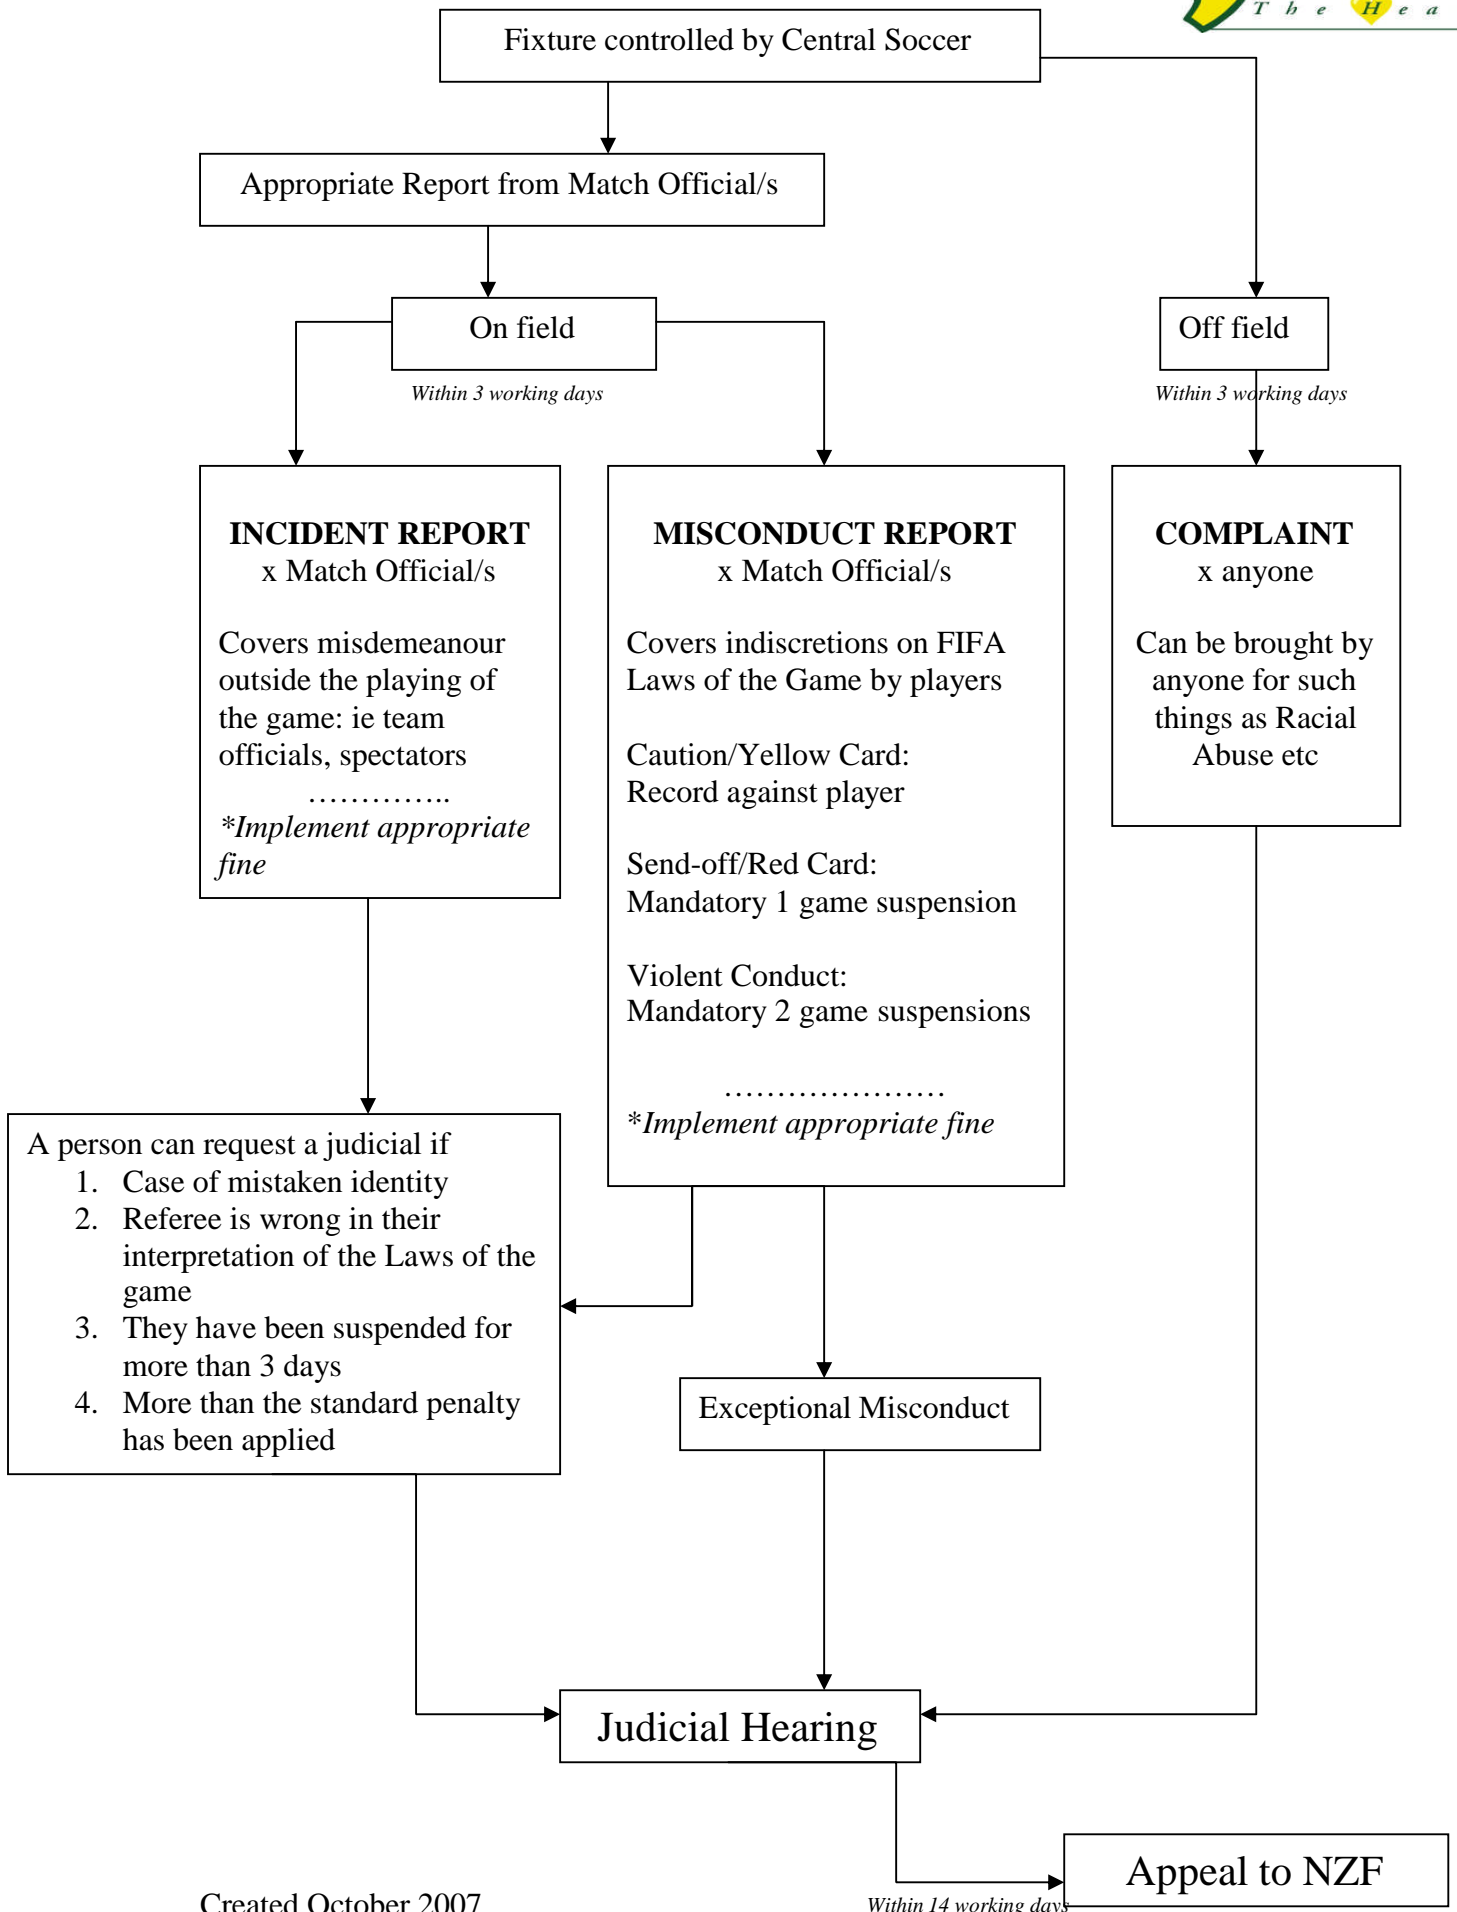 The Hea
Fixture controlled by Central Soccer
Appropriate Report from Match Official/s
On field
Off field
Within 3 working days
Within 3 working days
INCIDENT REPORT
x Match Official/s
Covers misdemeanour
outside the playing of
the game: ie team
officials, spectators
…………..
*Implement appropriate
fine
MISCONDUCT REPORT
x Match Official/s
Covers indiscretions on FIFA
Laws of the Game by players
Caution/Yellow Card:
Record against player
Send-off/Red Card:
Mandatory 1 game suspension
Violent Conduct:
Mandatory 2 game suspensions
…………………
*Implement appropriate fine
COMPLAINT
x anyone
Can be brought by
anyone for such
things as Racial
Abuse etc
A person can request a judicial if
1. Case of mistaken identity
2. Referee is wrong in their
interpretation of the Laws of the
game
3. They have been suspended for
more than 3 days
4. More than the standard penalty
has been applied
Exceptional Misconduct
Judicial Hearing
Appeal to NZF
Created October 2007
Within 14 working days